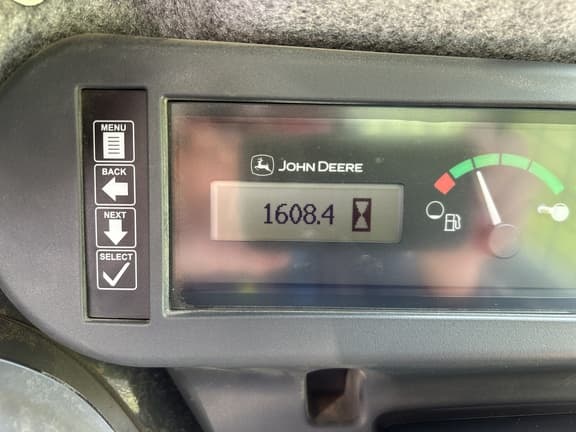 MENU
BACK
NEXT
SELECT
JOHN DEERE
1608.4